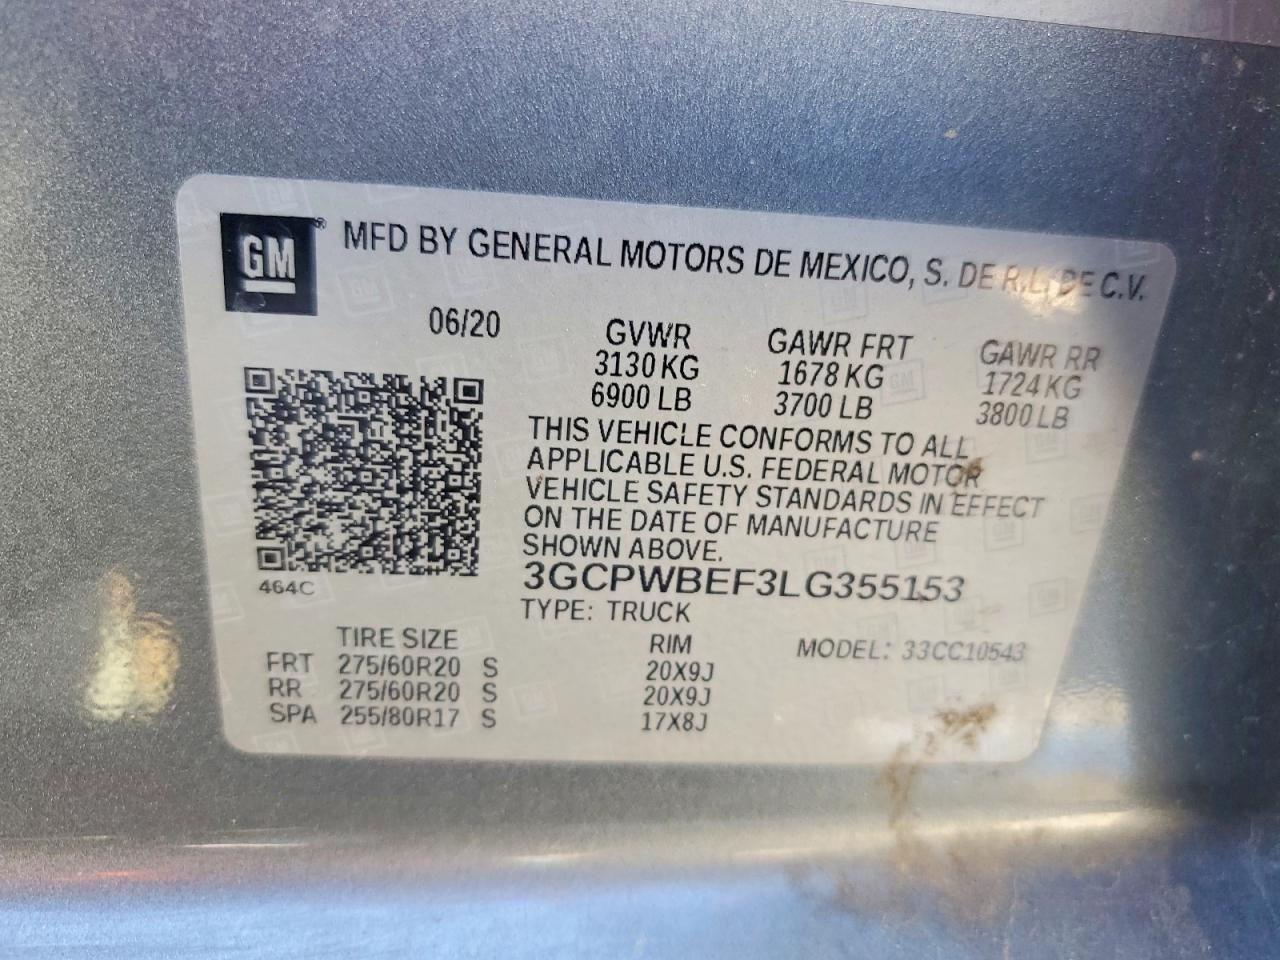 GM® MFD BY GENERAL MOTORS DE MEXICO, S. DE R.L. DE C.V.
06/20 GVWR GAWR FRT GAWR RR
3130 KG 1678 KG 1724 KG
6900 LB 3700 LB 3800 LB
THIS VEHICLE CONFORMS TO ALL
APPLICABLE U.S. FEDERAL MOTOR
VEHICLE SAFETY STANDARDS IN EFFECT
ON THE DATE OF MANUFACTURE
SHOWN ABOVE.
464C
3GCPWBEF3LG355153
TYPE: TRUCK
TIRE SIZE RIM MODEL: 33CC10543
FRT 275/60R20 S 20X9J
RR 275/60R20 S 20X9J
SPA 255/80R17 S 17X8J